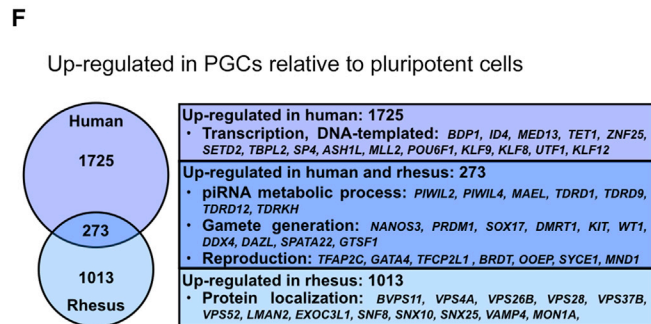 F
Up-regulated in PGCs relative to pluripotent cells
Human
1725
273
1013
Rhesus
Up-regulated in human: 1725
• Transcription, DNA-templated: BDP1, ID4, MED13, TET1, ZNF25,
SETD2, TBPL2, SP4, ASH1L, MLL2, POU6F1, KLF9, KLF8, UTF1, KLF12
Up-regulated in human and rhesus: 273
• piRNA metabolic process: PIWIL2, PIWIL4, MAEL, TDRD1, TDRD9,
TDRD12, TDRKH
• Gamete generation: NANOS3, PRDM1, SOX17, DMRT1, KIT, WT1,
DDX4, DAZL, SPATA22, GTSF1
• Reproduction: TFAP2C, GATA4, TFCP2L1 , BRDT, OOEP, SYCE1, MND1
Up-regulated in rhesus: 1013
• Protein localization: BVPS11, VPS4A, VPS26B, VPS28, VPS37B,
VPS52, LMAN2, EXOC3L1, SNF8, SNX10, SNX25, VAMP4, MON1A,